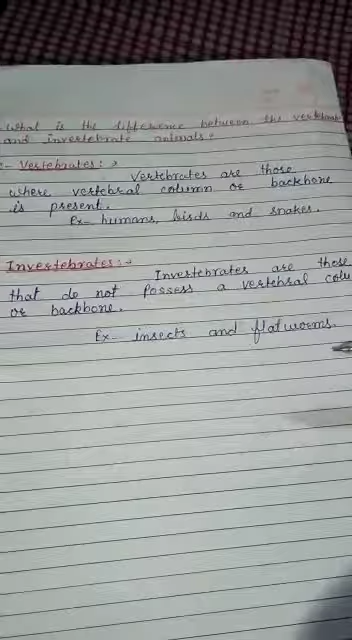 What is the difference between the vertebrate
and invertebrate animals?
- Vertebrates: →
Vertebrates are those
where vertebral column or backbone
is present.
Ex- humans, birds and snakes.
Invertebrates: →
Invertebrates are those
that do not possess a vertebral colu
or backbone.
Ex- insects and flatworms.